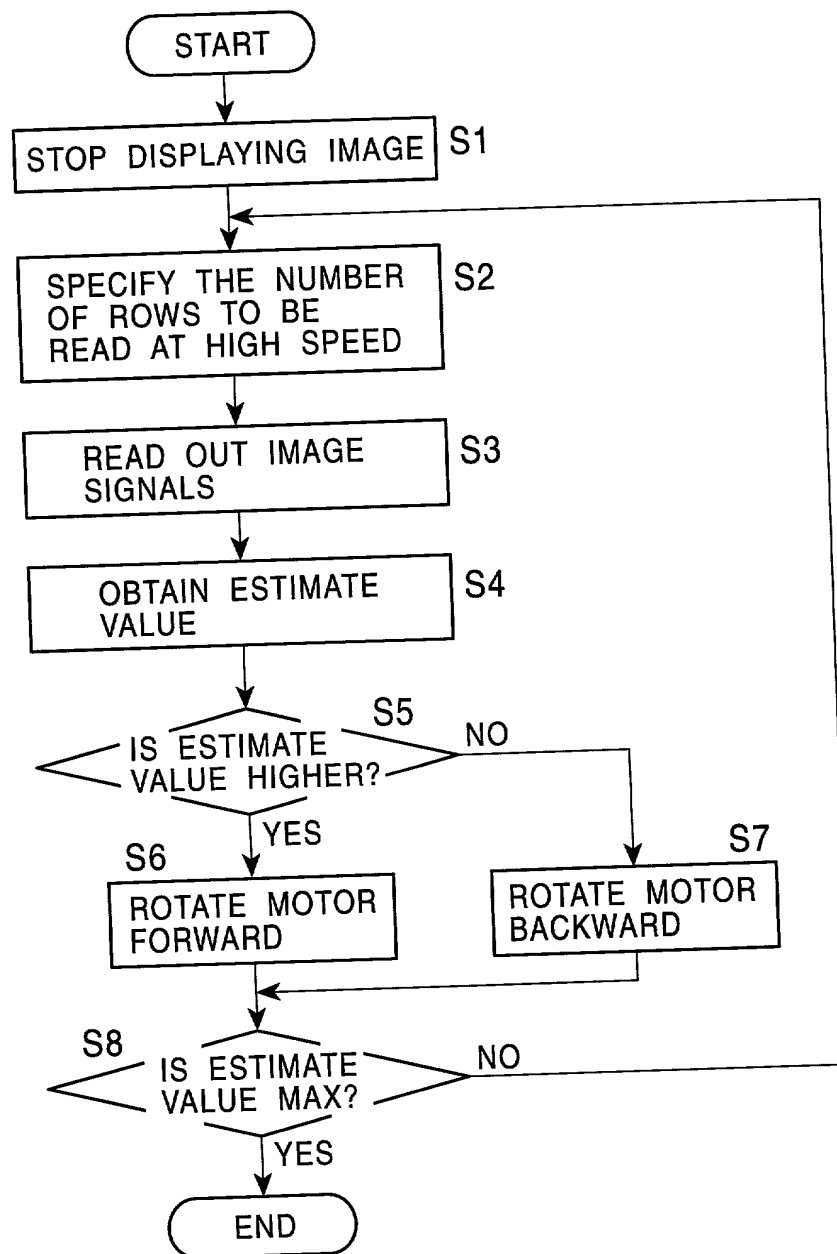 START
STOP DISPLAYING IMAGE
S1
SPECIFY THE NUMBER
OF ROWS TO BE
READ AT HIGH SPEED
S2
READ OUT IMAGE
SIGNALS
S3
OBTAIN ESTIMATE
VALUE
S4
S5
IS ESTIMATE
VALUE HIGHER?
NO
YES
S6
ROTATE MOTOR
FORWARD
S7
ROTATE MOTOR
BACKWARD
S8
IS ESTIMATE
VALUE MAX?
NO
YES
END